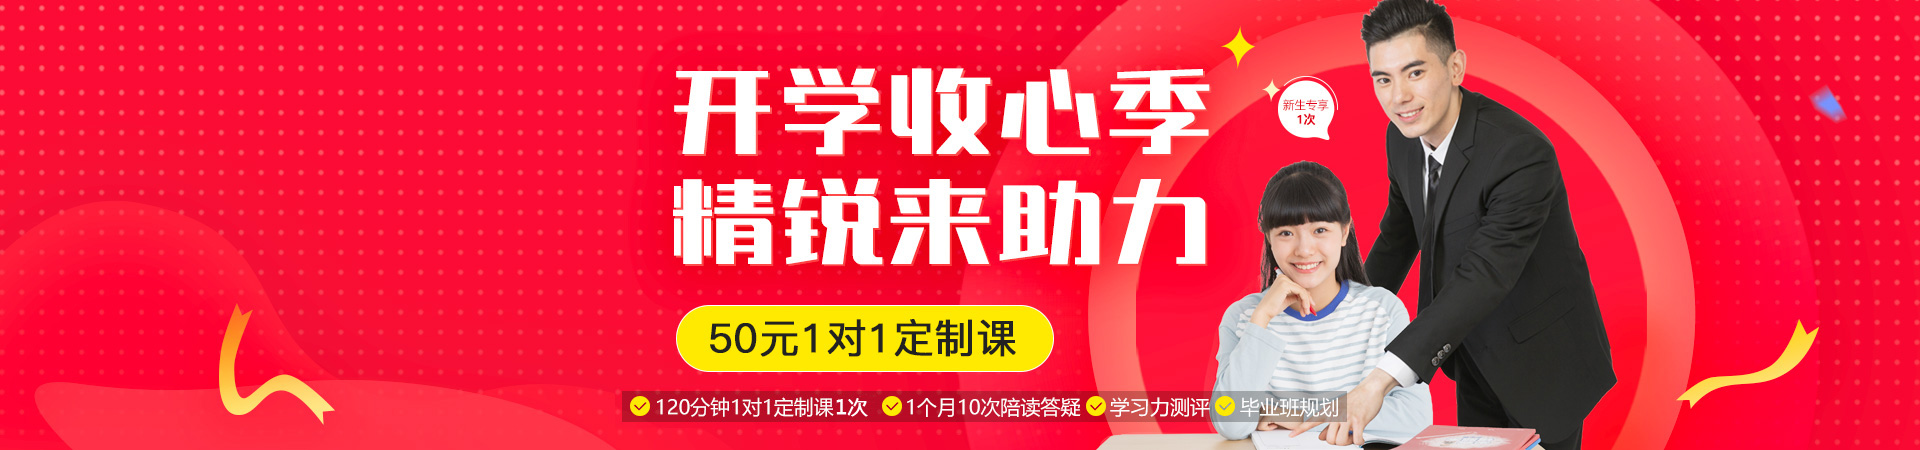 开学收心季
精锐来助力
新生专享
1次
50元1对1定制课
120分钟1对1定制课1次 1个月10次陪读答疑 学习力测评 毕业班规划